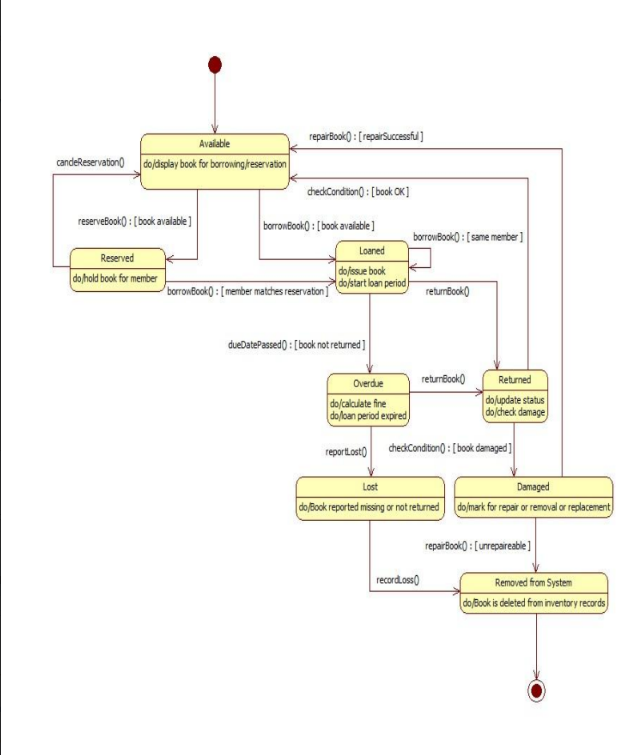 repairBook() : [ repairSuccessful ]
Available
do/display book for borrowing/reservation
cancleReservation()
checkCondition() : [ book OK ]
reserveBook() : [ book available ]
borrowBook() : [ book available ]
borrowBook() : [ same member ]
Reserved
do/hold book for member
Loaned
do/issue book
do/start loan period
borrowBook() : [ member matches reservation ]
returnBook()
dueDatePassed() : [ book not returned ]
Overdue
do/calculate fine
do/loan period expired
returnBook()
Returned
do/update status
do/check damage
reportLost()
checkCondition() : [ book damaged ]
Lost
do/Book reported missing or not returned
Damaged
do/mark for repair or removal or replacement
repairBook() : [ unrepaireable ]
recordLoss()
Removed from System
do/Book is deleted from inventory records